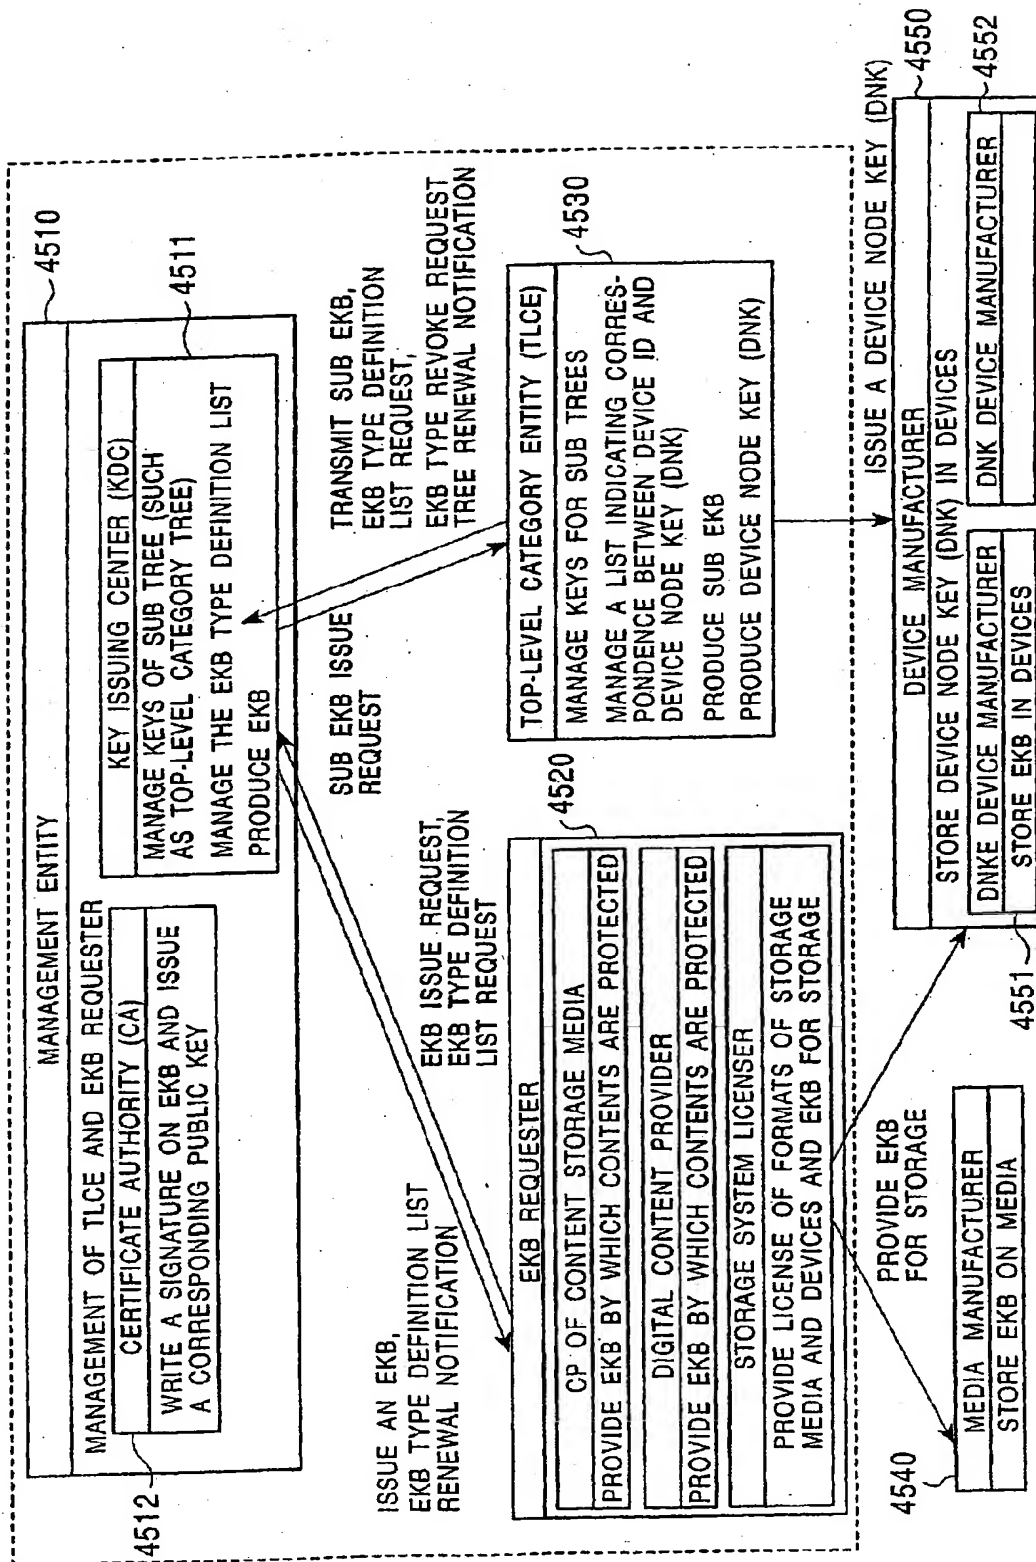 MANAGEMENT ENTITY
4510
MANAGEMENT OF TLCE AND EKB REQUESTER
CERTIFICATE AUTHORITY (CA)
WRITE A SIGNATURE ON EKB AND ISSUE
A CORRESPONDING PUBLIC KEY
4512
KEY ISSUING CENTER (KDC)
MANAGE KEYS OF SUB TREE (SUCH
AS TOP-LEVEL CATEGORY TREE)
MANAGE THE EKB TYPE DEFINITION LIST
PRODUCE EKB
4511
ISSUE AN EKB,
EKB TYPE DEFINITION LIST
RENEWAL NOTIFICATION
EKB ISSUE REQUEST,
EKB TYPE DEFINITION
LIST REQUEST
SUB EKB ISSUE
REQUEST
TRANSMIT SUB EKB,
EKB TYPE DEFINITION
LIST REQUEST,
EKB TYPE REVOKE REQUEST
TREE RENEWAL NOTIFICATION
EKB REQUESTER
4520
CP OF CONTENT STORAGE MEDIA
PROVIDE EKB BY WHICH CONTENTS ARE PROTECTED
DIGITAL CONTENT PROVIDER
PROVIDE EKB BY WHICH CONTENTS ARE PROTECTED
STORAGE SYSTEM LICENSER
PROVIDE LICENSE OF FORMATS OF STORAGE
MEDIA AND DEVICES AND EKB FOR STORAGE
TOP-LEVEL CATEGORY ENTITY (TLCE)
4530
MANAGE KEYS FOR SUB TREES
MANAGE A LIST INDICATING CORRES-
PONDENCE BETWEEN DEVICE ID AND
DEVICE NODE KEY (DNK)
PRODUCE SUB EKB
PRODUCE DEVICE NODE KEY (DNK)
PROVIDE EKB
FOR STORAGE
ISSUE A DEVICE NODE KEY (DNK)
4540
MEDIA MANUFACTURER
STORE EKB ON MEDIA
DEVICE MANUFACTURER
4550
STORE DEVICE NODE KEY (DNK) IN DEVICES
DNKE DEVICE MANUFACTURER
STORE EKB IN DEVICES
4551
DNK DEVICE MANUFACTURER
4552